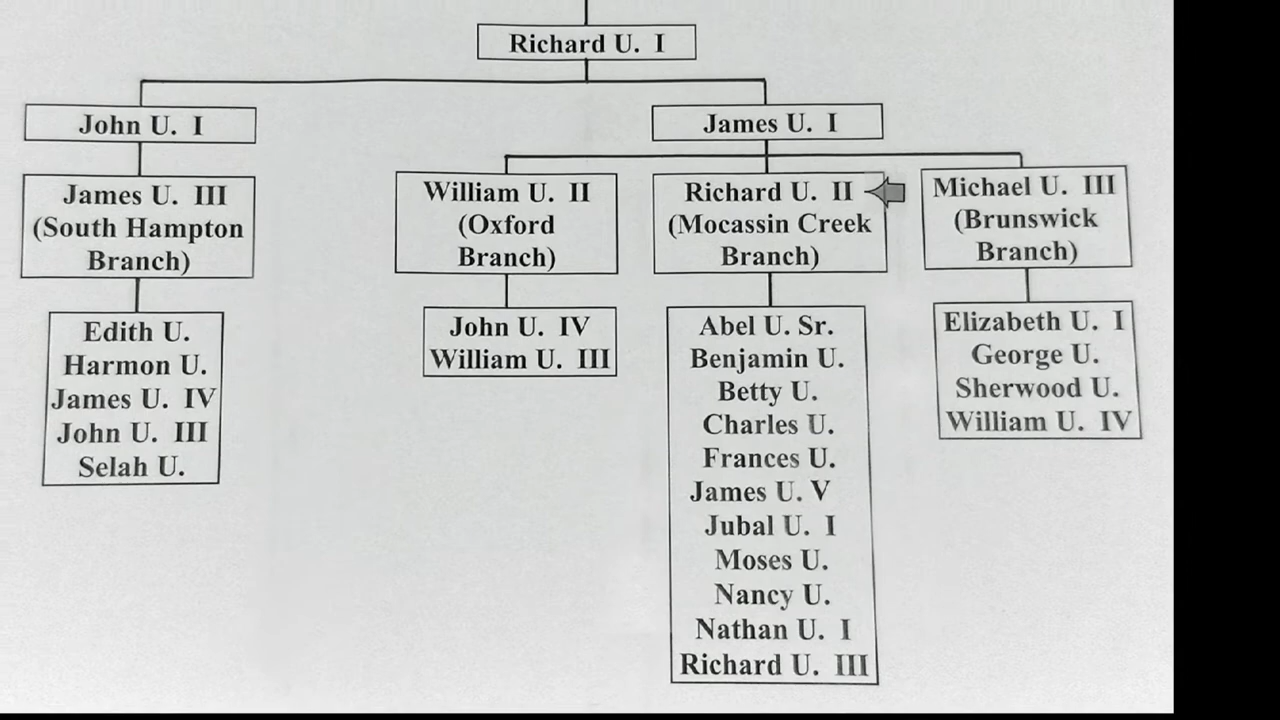 Richard U. I
John U. I
James U. I
James U. III
(South Hampton
Branch)
William U. II
(Oxford
Branch)
Richard U. II
(Mocassin Creek
Branch)
Michael U. III
(Brunswick
Branch)
Edith U.
Harmon U.
James U. IV
John U. III
Selah U.
John U. IV
William U. III
Abel U. Sr.
Benjamin U.
Betty U.
Charles U.
Frances U.
James U. V
Jubal U. I
Moses U.
Nancy U.
Nathan U. I
Richard U. III
Elizabeth U. I
George U.
Sherwood U.
William U. IV